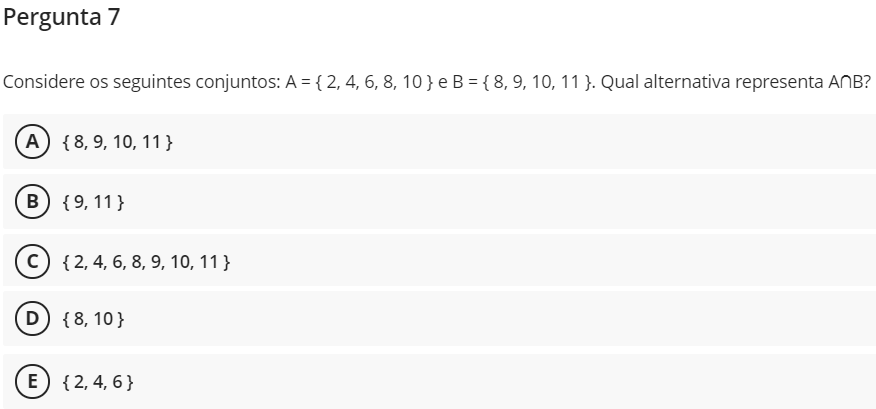 Pergunta 7
Considere os seguintes conjuntos: A = { 2, 4, 6, 8, 10 } e B = { 8, 9, 10, 11 }. Qual alternativa representa A∩B?
A { 8, 9, 10, 11 }
B { 9, 11 }
C { 2, 4, 6, 8, 9, 10, 11 }
D { 8, 10 }
E { 2, 4, 6 }